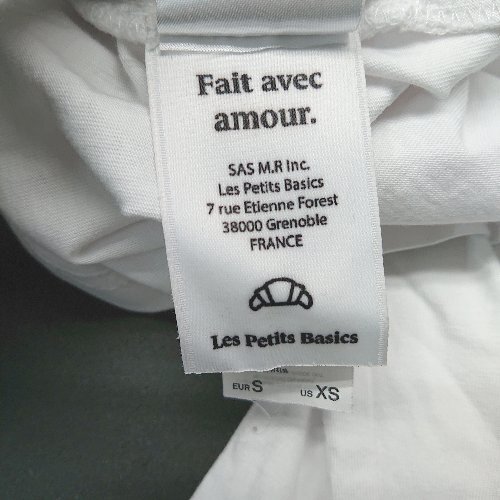 Fait avec
amour.
SAS M.R Inc.
Les Petits Basics
7 rue Etienne Forest
38000 Grenoble
FRANCE
Les Petits Basics
EUR S US XS